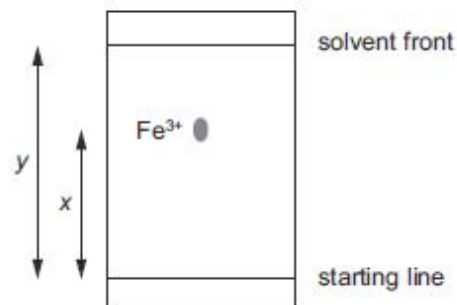 solvent front
Fe³⁺
y
x
starting line